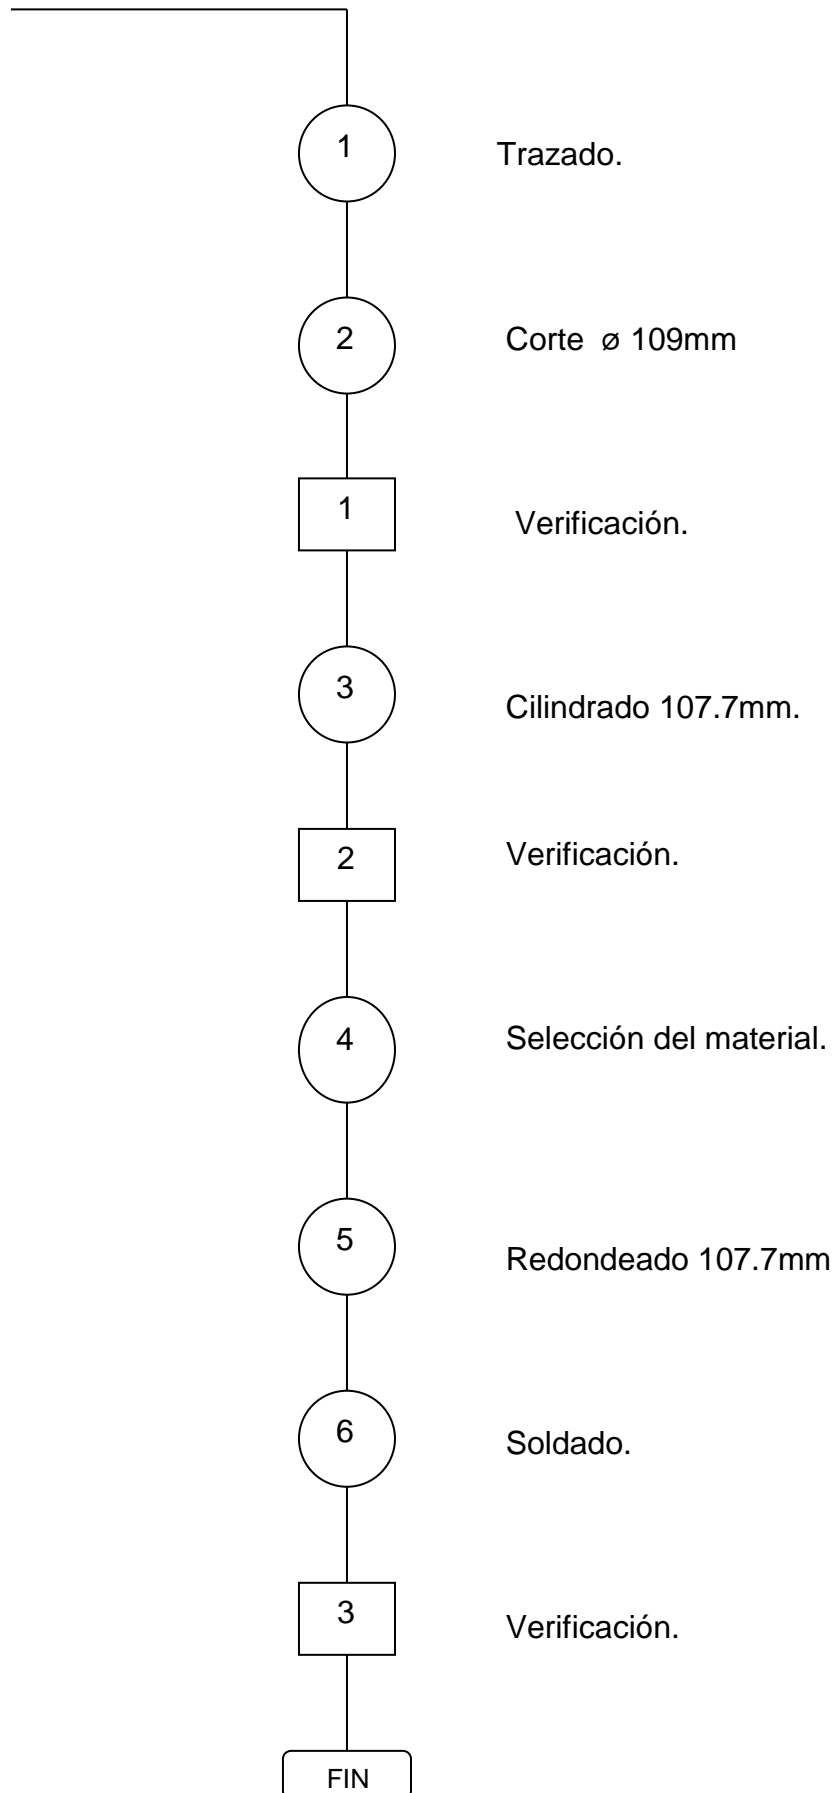 1 Trazado.
2 Corte ø 109mm
1 Verificación.
3 Cilindrado 107.7mm.
2 Verificación.
4 Selección del material.
5 Redondeado 107.7mm
6 Soldado.
3 Verificación.
FIN